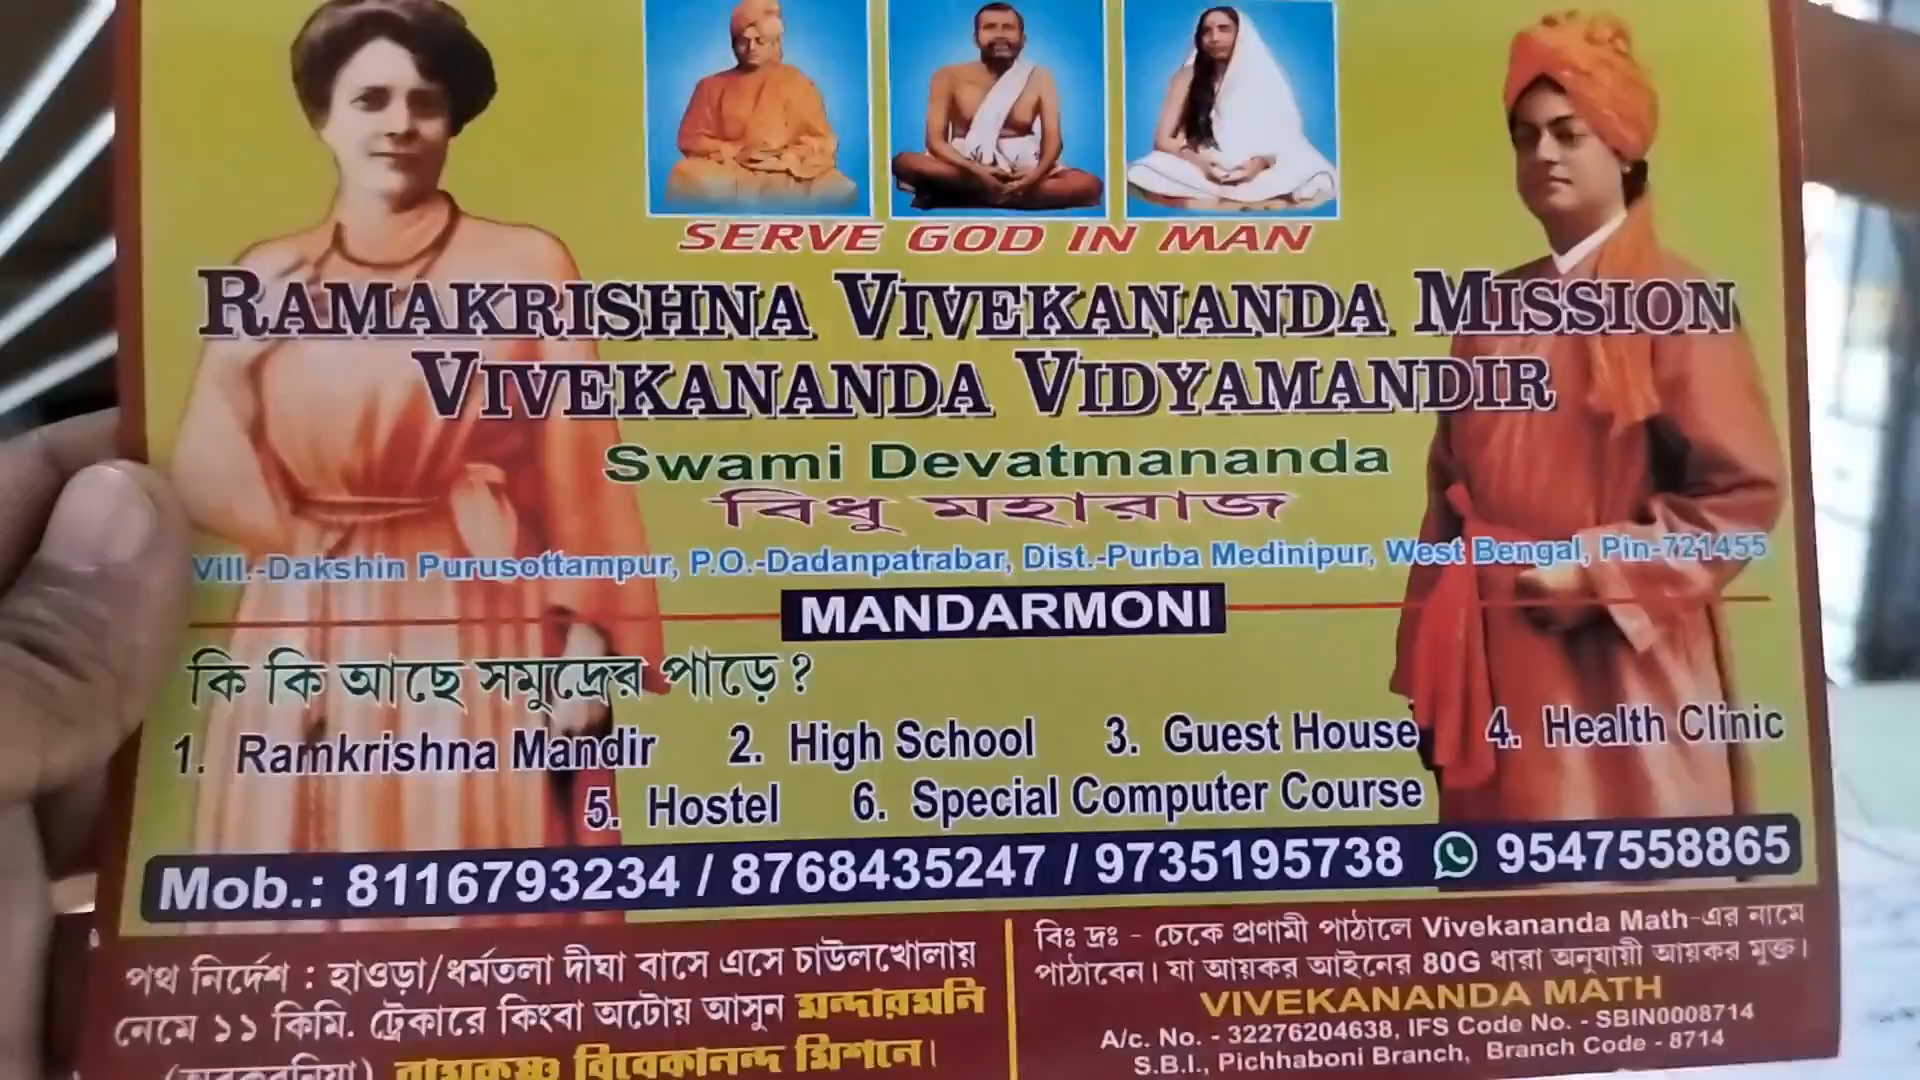 SERVE GOD IN MAN
RAMAKRISHNA VIVEKANANDA MISSION
VIVEKANANDA VIDYAMANDIR
Swami Devatmananda
বিধু মহারাজ
Vill.-Dakshin Purusottampur, P.O.-Dadanpatrabar, Dist.-Purba Medinipur, West Bengal, Pin-721455
MANDARMONI
কি কি আছে সমুদ্রের পাড়ে ?
1. Ramkrishna Mandir 2. High School 3. Guest House 4. Health Clinic
5. Hostel 6. Special Computer Course
Mob.: 8116793234 / 8768435247 / 9735195738 9547558865
পথ নির্দেশ : হাওড়া/ধর্মতলা দীঘা বাসে এসে চাউলখোলায়
নেমে ১১ কিমি. ট্রেকারে কিংবা অটোয় আসুন মন্দারমনি
রামকৃষ্ণ বিবেকানন্দ মিশনে।
বিঃ দ্রঃ - চেকে প্রণামী পাঠালে Vivekananda Math-এর নামে
পাঠাবেন। যা আয়কর আইনের 80G ধারা অনুযায়ী আয়কর মুক্ত।
VIVEKANANDA MATH
A/c. No. - 32276204638, IFS Code No. - SBIN0008714
S.B.I., Pichhaboni Branch, Branch Code - 8714